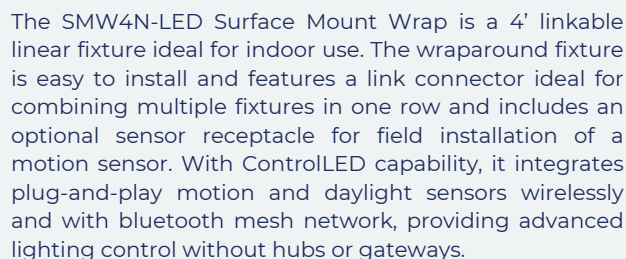 The SMW4N-LED Surface Mount Wrap is a 4’ linkable
linear fixture ideal for indoor use. The wraparound fixture
is easy to install and features a link connector ideal for
combining multiple fixtures in one row and includes an
optional sensor receptacle for field installation of a
motion sensor. With ControlLED capability, it integrates
plug-and-play motion and daylight sensors wirelessly
and with bluetooth mesh network, providing advanced
lighting control without hubs or gateways.